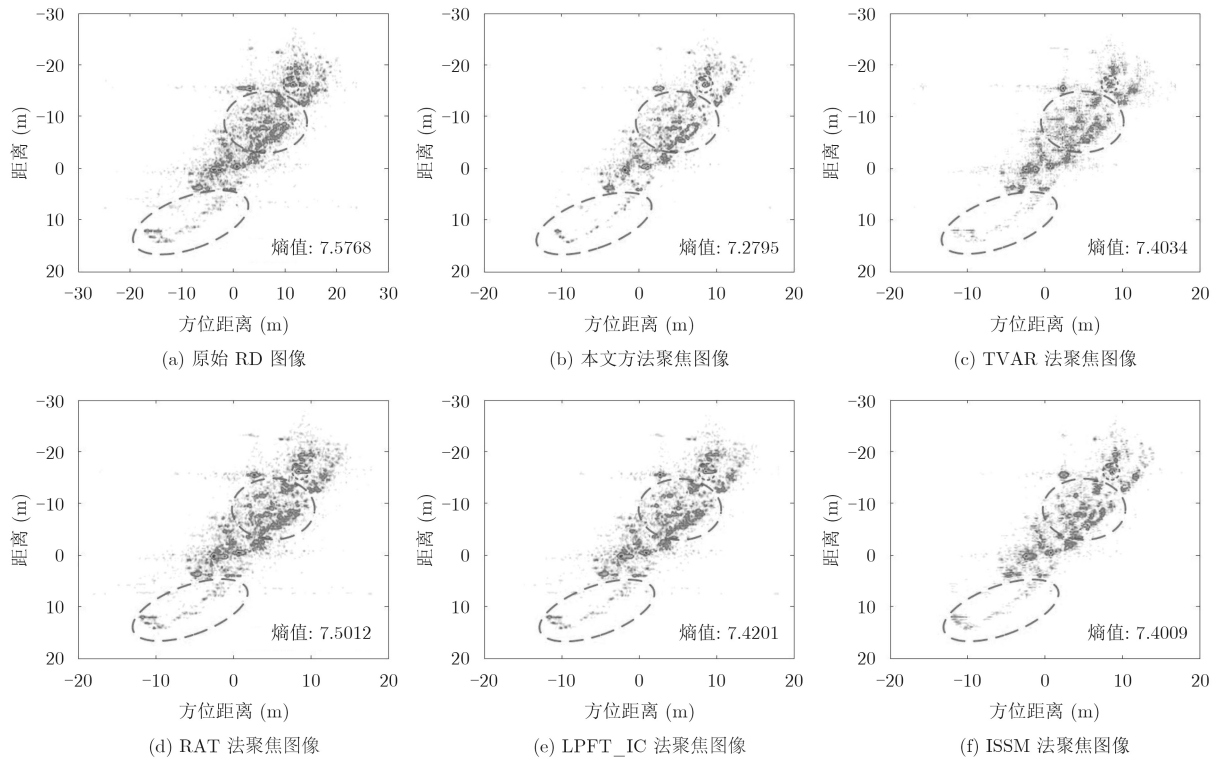 −30
−20
−10
0
10
20
距离 (m)
熵值: 7.5768
−30 −20 −10 0 10 20 30
方位距离 (m)
(a) 原始 RD 图像
−30
−20
−10
0
10
20
距离 (m)
熵值: 7.2795
−20 −10 0 10 20
方位距离 (m)
(b) 本文方法聚焦图像
−30
−20
−10
0
10
20
距离 (m)
熵值: 7.4034
−20 −10 0 10 20
方位距离 (m)
(c) TVAR 法聚焦图像
−30
−20
−10
0
10
20
距离 (m)
熵值: 7.5012
−20 −10 0 10 20
方位距离 (m)
(d) RAT 法聚焦图像
−30
−20
−10
0
10
20
距离 (m)
熵值: 7.4201
−20 −10 0 10 20
方位距离 (m)
(e) LPFT_IC 法聚焦图像
−30
−20
−10
0
10
20
距离 (m)
熵值: 7.4009
−20 −10 0 10 20
方位距离 (m)
(f) ISSM 法聚焦图像